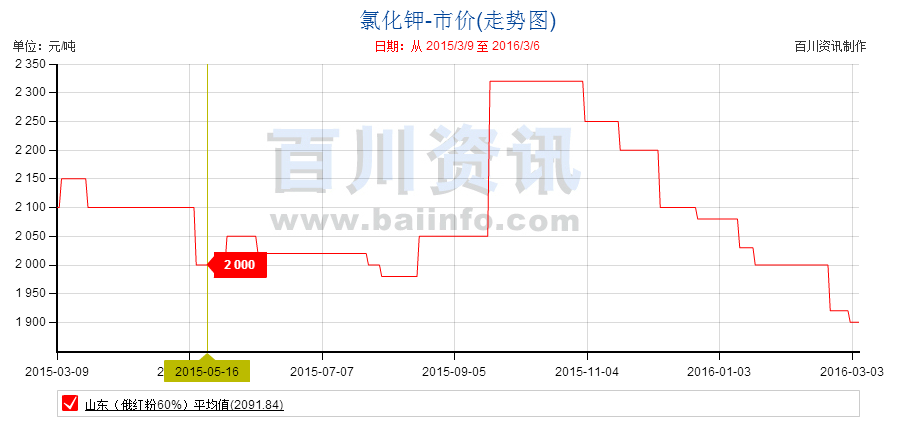 氯化钾-市价(走势图)
单位：元/吨
日期：从 2015/3/9 至 2016/3/6
百川资讯制作
2 350
2 300
2 250
2 200
2 150
2 100
2 050
2 000
1 950
1 900
百川资讯
www.baiinfo.com
2 000
2015-03-09
2015-05-16
2015-07-07
2015-09-05
2015-11-04
2016-01-03
2016-03-03
山东（俄红粉60%）平均值(2091.84)